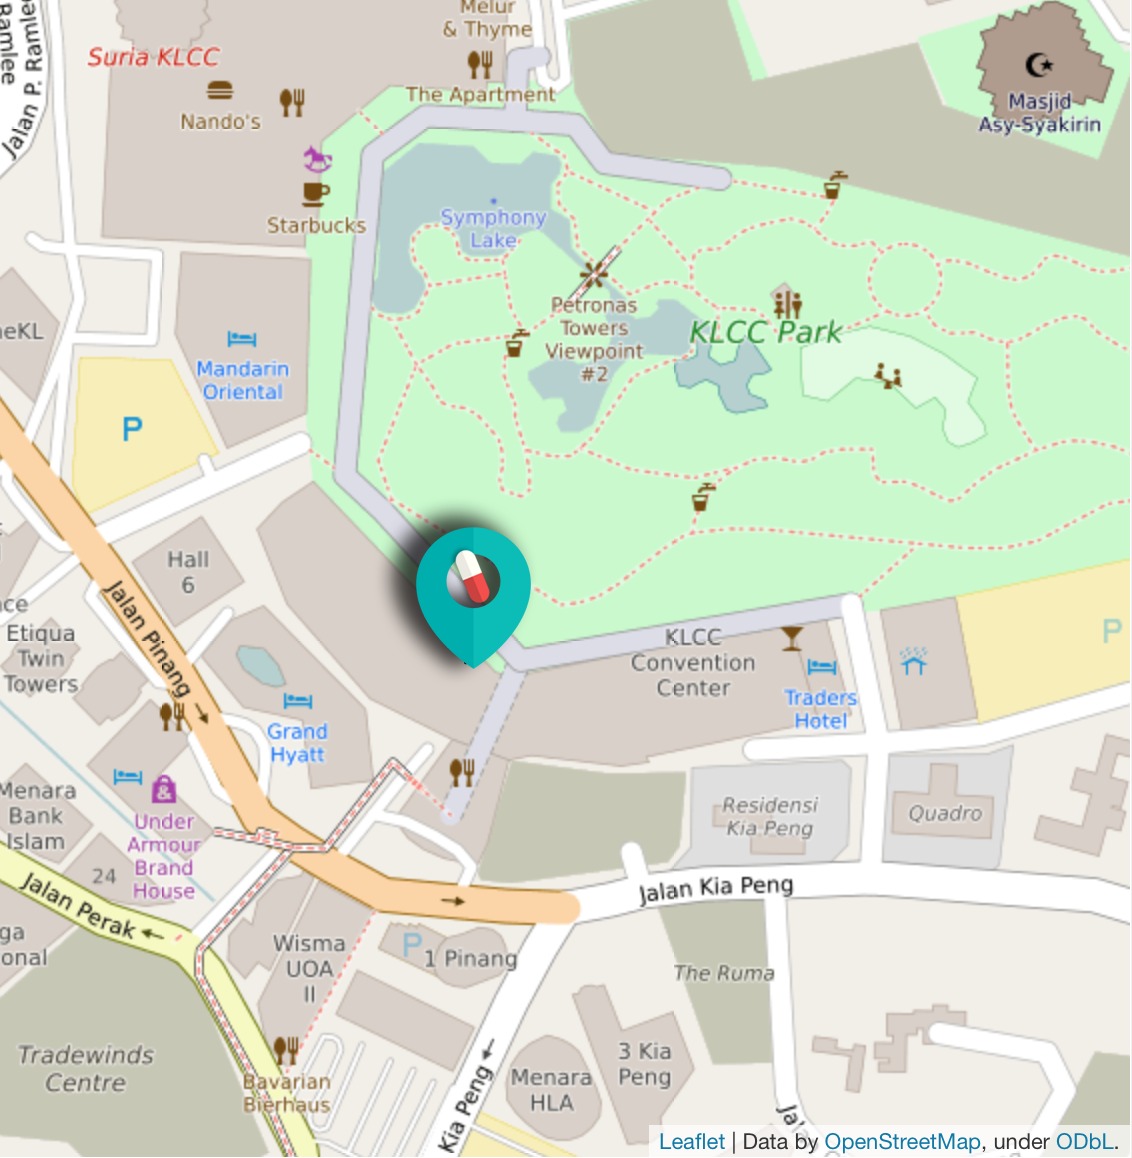 Melur
& Thyme
Ramlee
Jalan P. Ramlee
Suria KLCC
The Apartment
Nando's
Masjid
Asy-Syakirin
Starbucks
Symphony
Lake
Petronas
Towers
Viewpoint
#2
KLCC Park
eKL
Mandarin
Oriental
P
Hall
6
ce
Jalan Pinang
Etiqua
Twin
Towers
KLCC
Convention
Center
P
Traders
Hotel
Grand
Hyatt
Menara
Bank
Islam
Under
Armour
Brand
House
Residensi
Kia Peng
Quadro
24
Jalan Perak
Jalan Kia Peng
ga
onal
Wisma
UOA
II
P
1 Pinang
The Ruma
Tradewinds
Centre
3 Kia
Peng
Menara
HLA
Bavarian
Bierhaus
Kia Peng
Jal
Leaflet | Data by OpenStreetMap, under ODbL.